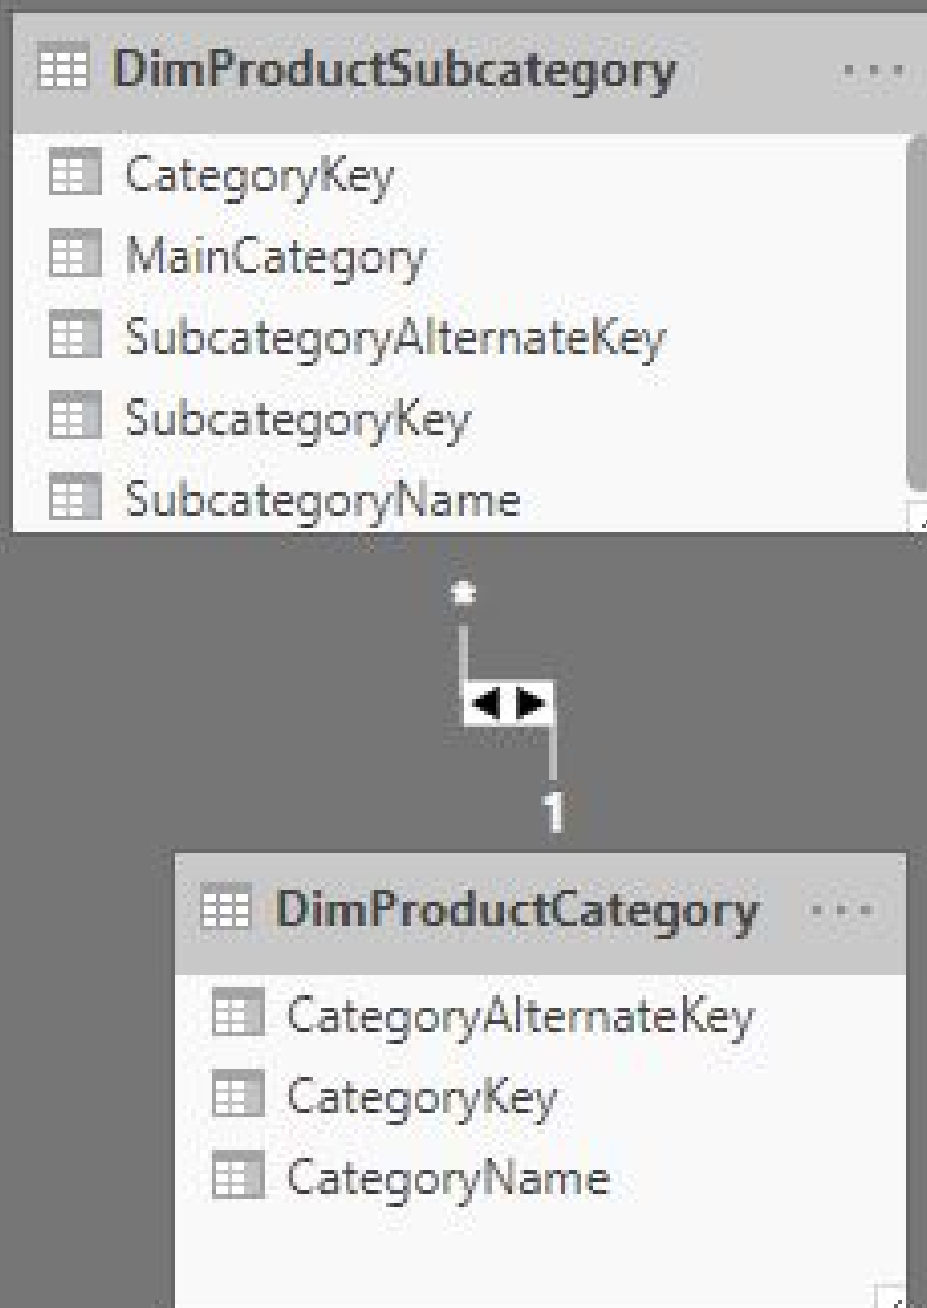 DimProductSubcategory
CategoryKey
MainCategory
SubcategoryAlternateKey
SubcategoryKey
SubcategoryName
*
1
DimProductCategory
CategoryAlternateKey
CategoryKey
CategoryName